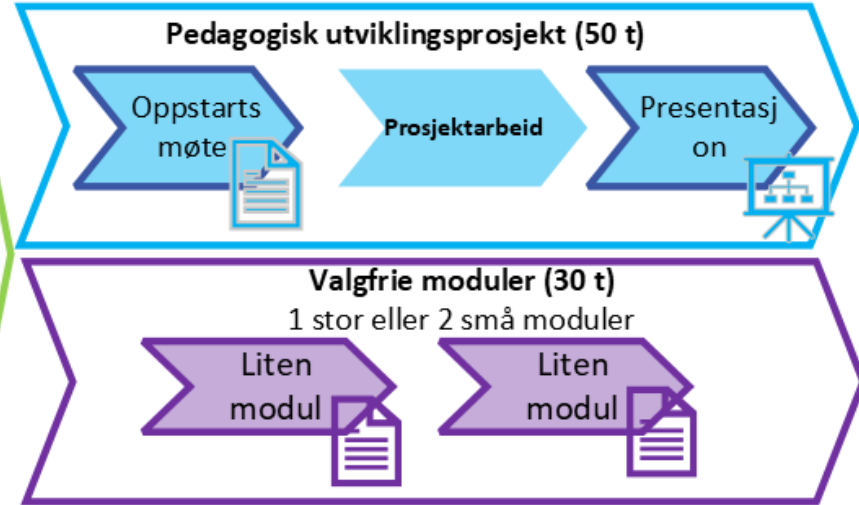 Pedagogisk utviklingsprosjekt (50 t)
Oppstarts
møte
Prosjektarbeid
Presentasj
on
Valgfrie moduler (30 t)
1 stor eller 2 små moduler
Liten
modul
Liten
modul